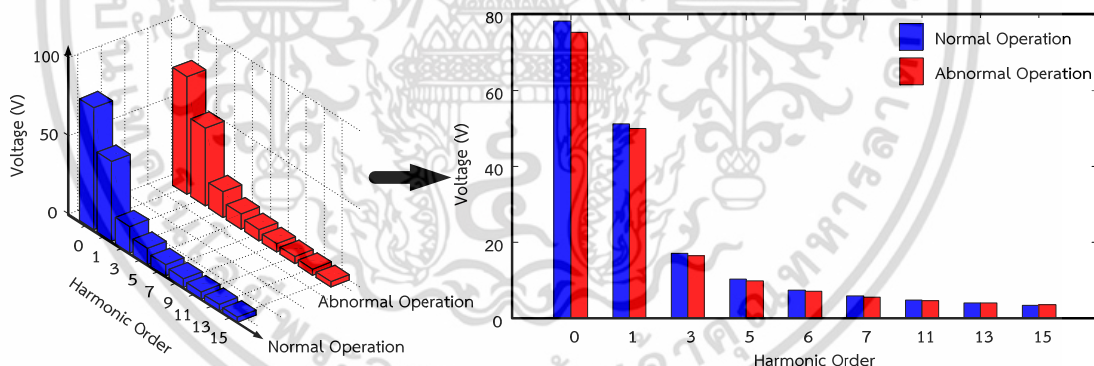 100
50
0
Voltage (V)
0
1
3
5
7
9
11
13
15
Harmonic Order
Abnormal Operation
Normal Operation
80
60
40
20
0
Voltage (V)
Normal Operation
Abnormal Operation
0 1 3 5 6 7 11 13 15
Harmonic Order